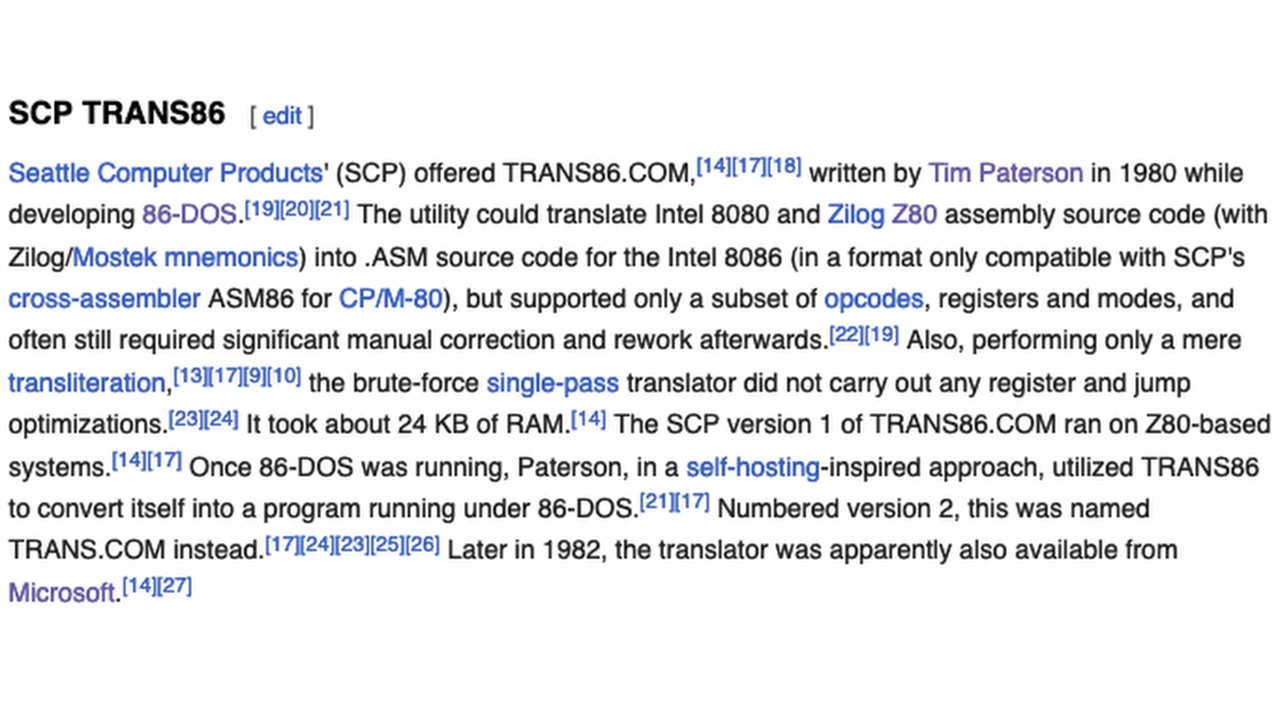 SCP TRANS86 [ edit ]
Seattle Computer Products' (SCP) offered TRANS86.COM,[14][17][18] written by Tim Paterson in 1980 while
developing 86-DOS.[19][20][21] The utility could translate Intel 8080 and Zilog Z80 assembly source code (with
Zilog/Mostek mnemonics) into .ASM source code for the Intel 8086 (in a format only compatible with SCP's
cross-assembler ASM86 for CP/M-80), but supported only a subset of opcodes, registers and modes, and
often still required significant manual correction and rework afterwards.[22][19] Also, performing only a mere
transliteration,[13][17][9][10] the brute-force single-pass translator did not carry out any register and jump
optimizations.[23][24] It took about 24 KB of RAM.[14] The SCP version 1 of TRANS86.COM ran on Z80-based
systems.[14][17] Once 86-DOS was running, Paterson, in a self-hosting-inspired approach, utilized TRANS86
to convert itself into a program running under 86-DOS.[21][17] Numbered version 2, this was named
TRANS.COM instead.[17][24][23][25][26] Later in 1982, the translator was apparently also available from
Microsoft.[14][27]